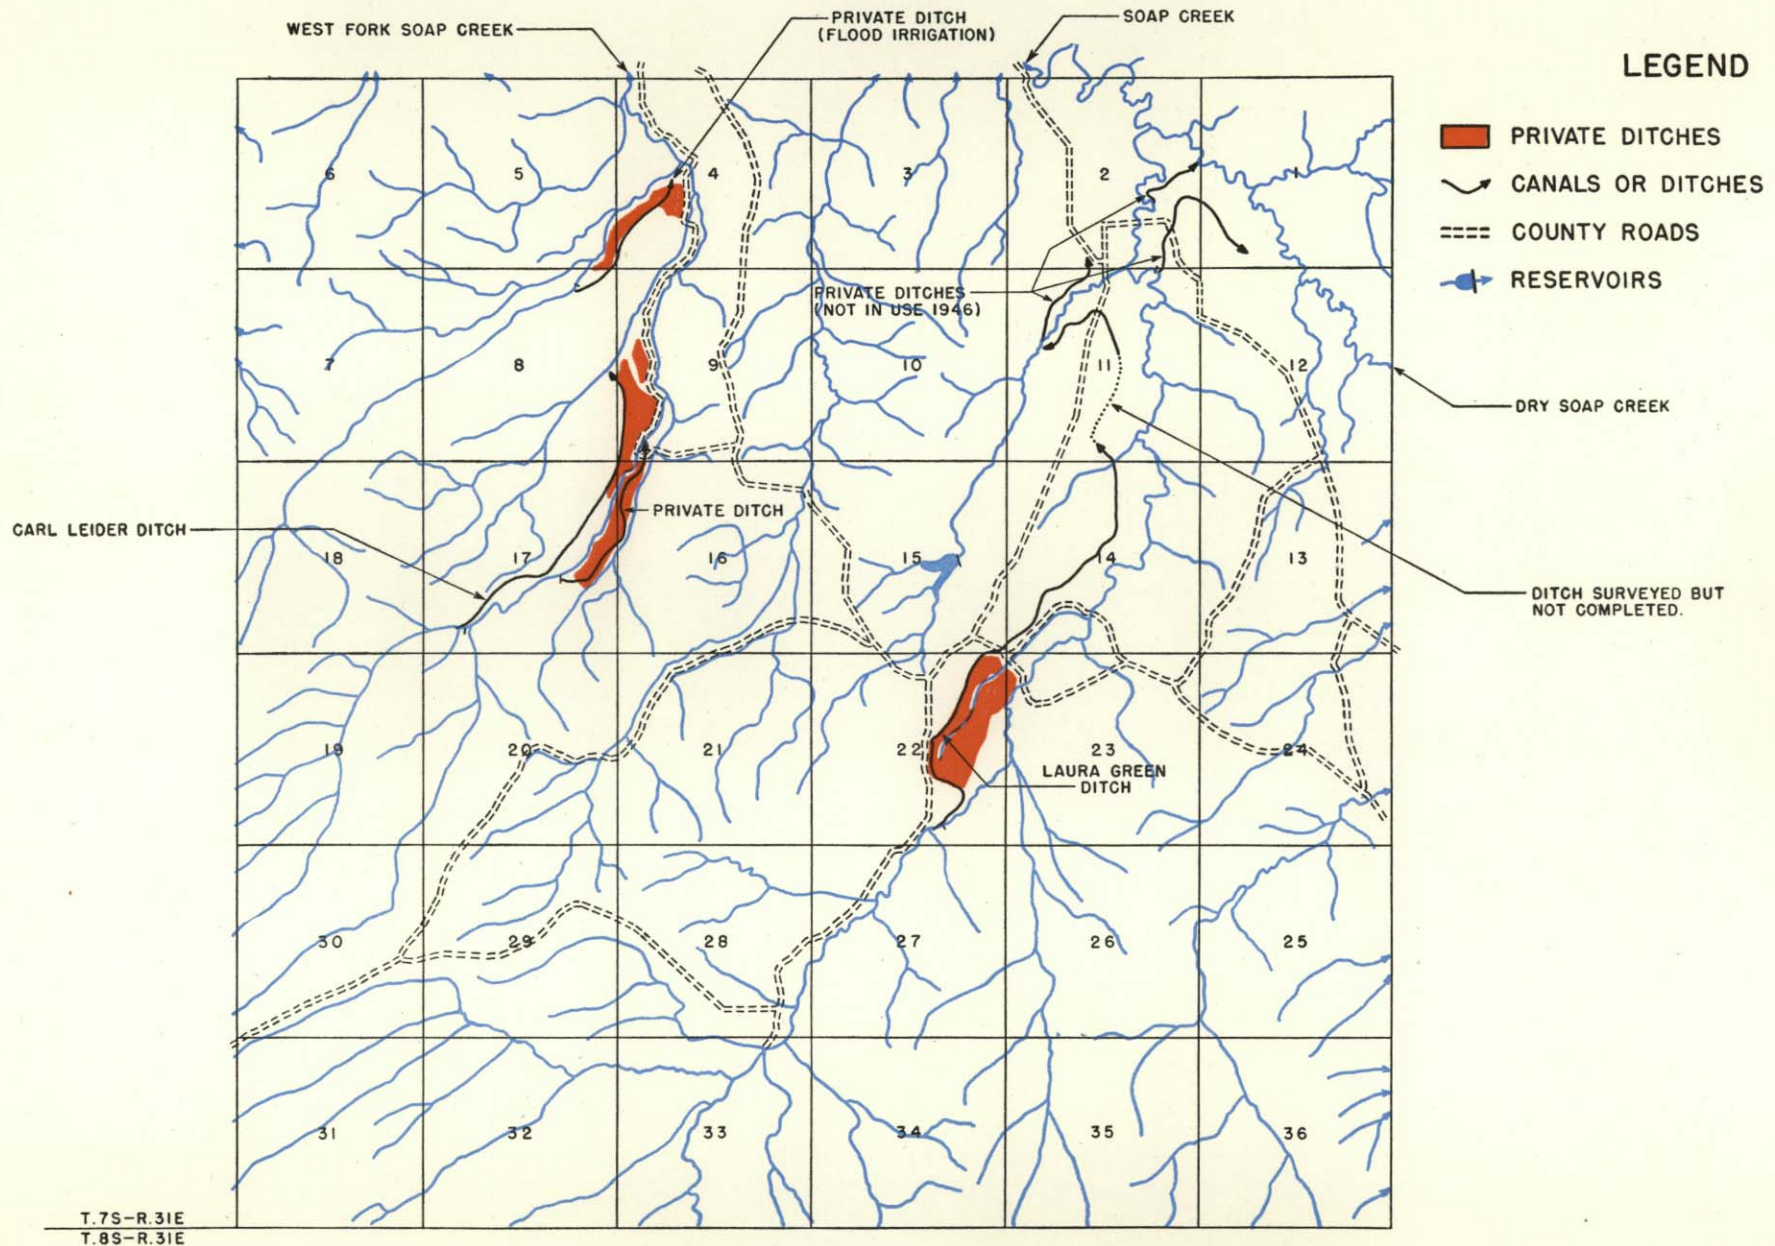 WEST FORK SOAP CREEK
PRIVATE DITCH
(FLOOD IRRIGATION)
SOAP CREEK
LEGEND
PRIVATE DITCHES
CANALS OR DITCHES
COUNTY ROADS
RESERVOIRS
6 5 4 3 2 1
PRIVATE DITCHES
(NOT IN USE 1946)
7 8 9 10 11 12
DRY SOAP CREEK
CARL LEIDER DITCH
PRIVATE DITCH
18 17 16 15 14 13
DITCH SURVEYED BUT
NOT COMPLETED.
19 20 21 22 23 24
LAURA GREEN
DITCH
30 29 28 27 26 25
31 32 33 34 35 36
T.7S-R.31E
T.8S-R.31E